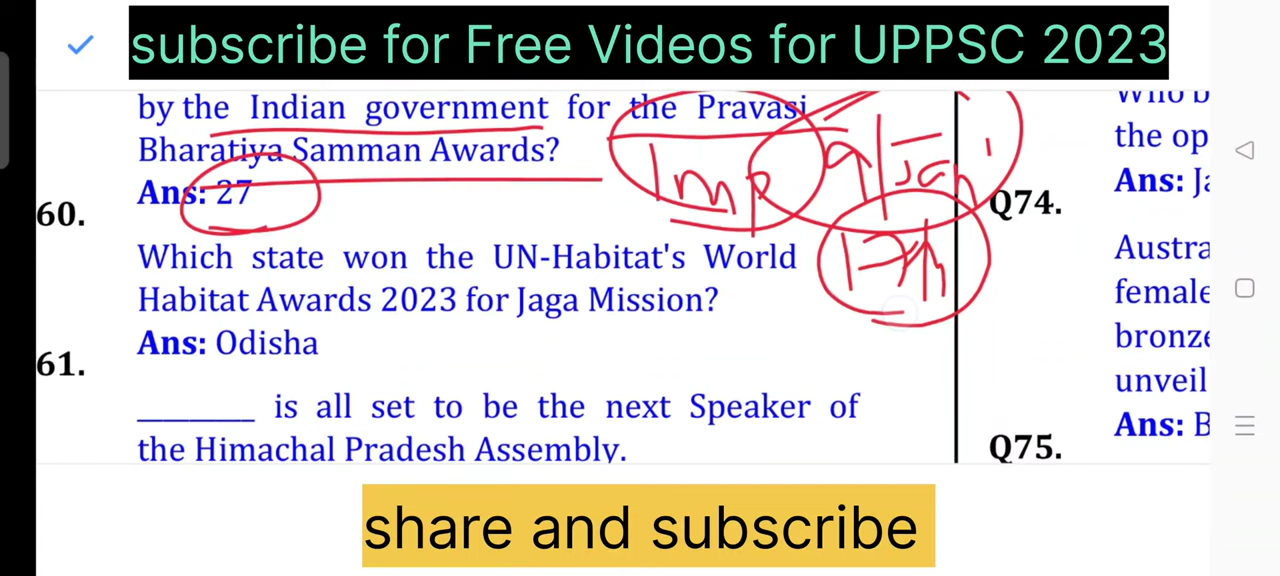 subscribe for Free Videos for UPPSC 2023
by the Indian government for the Pravasi
Bharatiya Samman Awards?
Ans: 27
60.
Which state won the UN-Habitat's World
Habitat Awards 2023 for Jaga Mission?
Ans: Odisha
61.
________ is all set to be the next Speaker of
the Himachal Pradesh Assembly.
Imp
9/Jan
17th
Who b
the op
Ans: Ja
Q74.
Austra
female
bronze
unveil
Ans: B
Q75.
share and subscribe